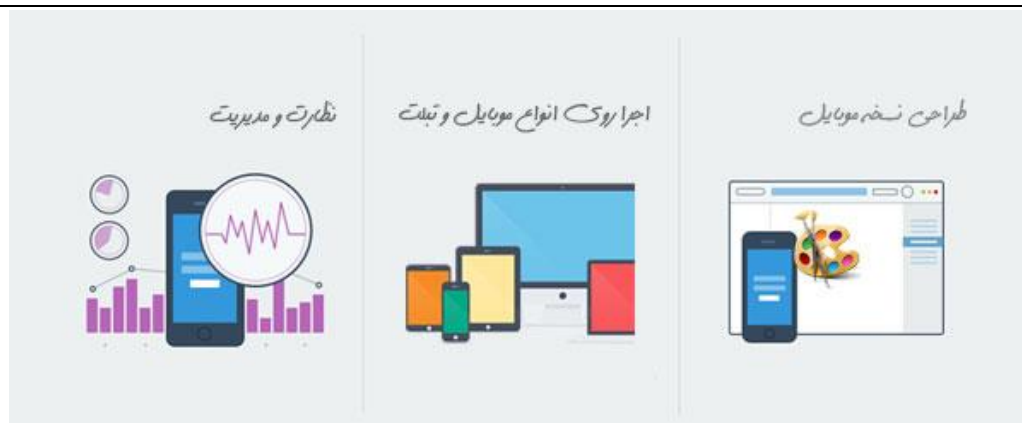 طراحی نسخه موبایل
اجرا روی انواع موبایل و تبلت
نظارت و مدیریت